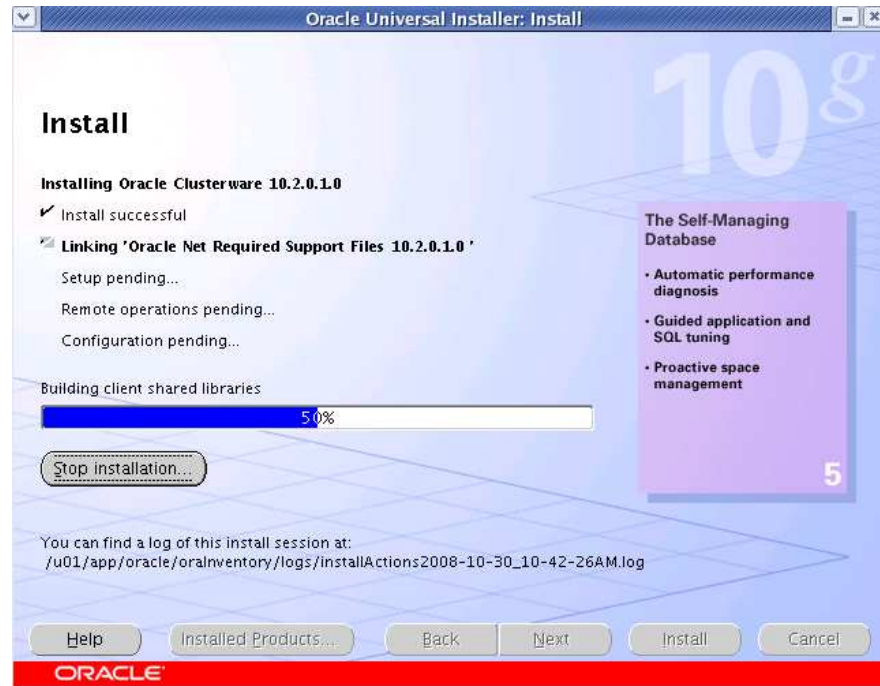 Oracle Universal Installer: Install
10g
Install
Installing Oracle Clusterware 10.2.0.1.0
Install successful
Linking 'Oracle Net Required Support Files 10.2.0.1.0 '
Setup pending...
Remote operations pending...
Configuration pending...
Building client shared libraries
50%
Stop installation...
The Self-Managing
Database
• Automatic performance
diagnosis
• Guided application and
SQL tuning
• Proactive space
management
5
You can find a log of this install session at:
/u01/app/oracle/oraInventory/logs/installActions2008-10-30_10-42-26AM.log
Help
Installed Products...
Back
Next
Install
Cancel
ORACLE